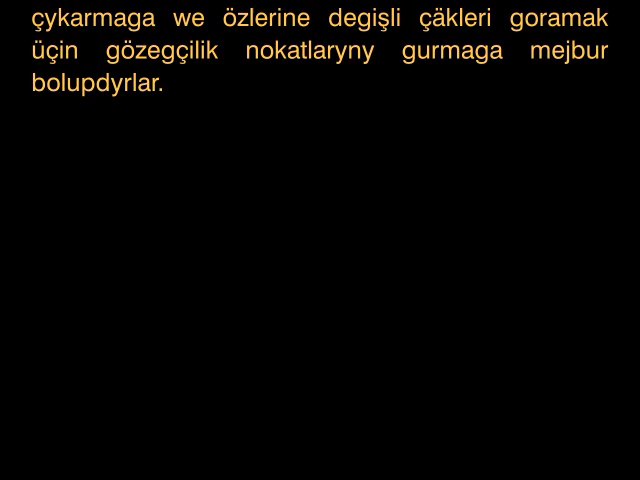 çykarmaga we özlerine degişli çäkleri goramak
üçin gözegçilik nokatlaryny gurmaga mejbur
bolupdyrlar.